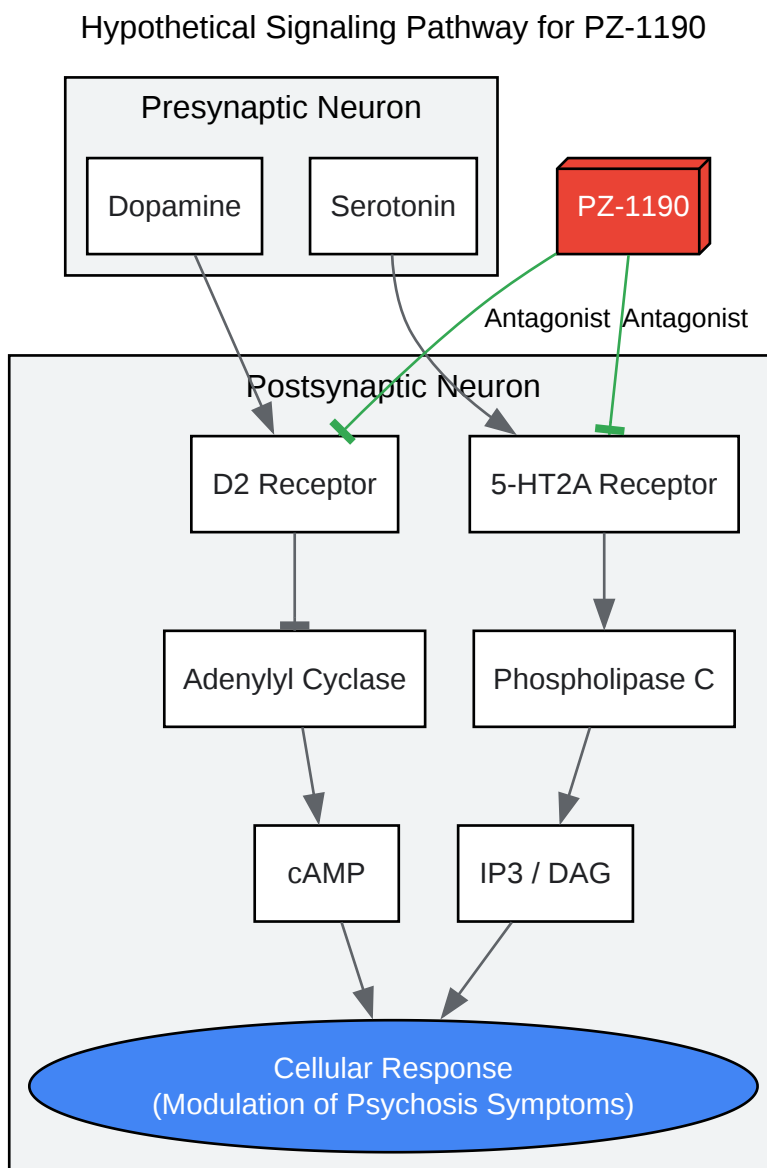 Hypothetical Signaling Pathway for PZ-1190
Presynaptic Neuron
Dopamine
Serotonin
PZ-1190
Antagonist
Antagonist
Postsynaptic Neuron
D2 Receptor
5-HT2A Receptor
Adenylyl Cyclase
Phospholipase C
cAMP
IP3 / DAG
Cellular Response
(Modulation of Psychosis Symptoms)